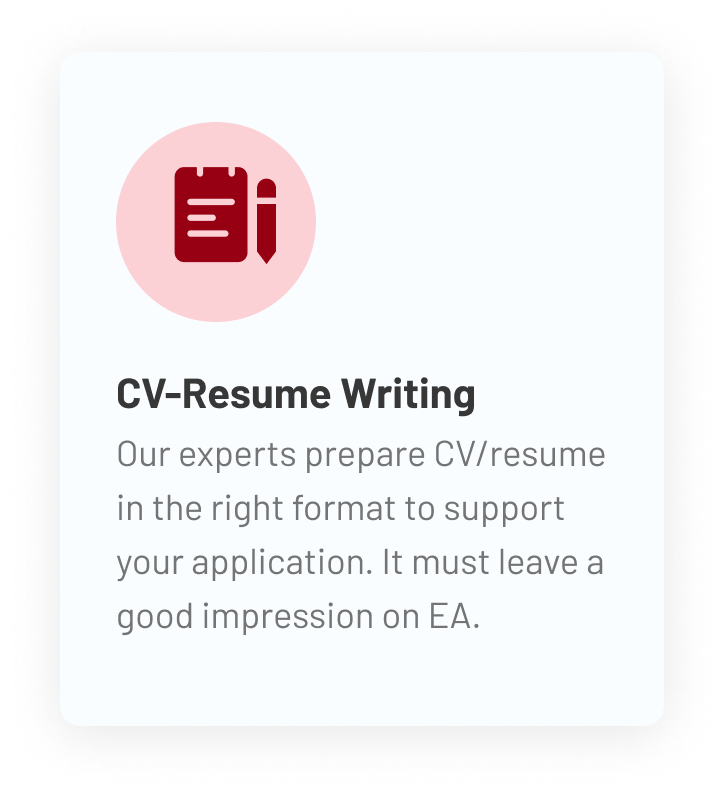 CV-Resume Writing
Our experts prepare CV/resume
in the right format to support
your application. It must leave a
good impression on EA.